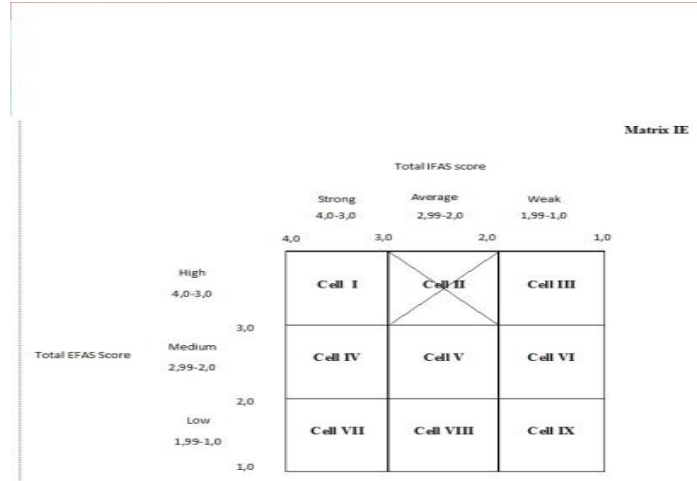 Matrix IE
Total IFAS score
Strong Average Weak
4,0-3,0 2,99-2,0 1,99-1,0
4,0 3,0 2,0 1,0
High
4,0-3,0
Cell I Cell II Cell III
3,0
Total EFAS Score
Medium
2,99-2,0
Cell IV Cell V Cell VI
2,0
Low
1,99-1,0
Cell VII Cell VIII Cell IX
1,0